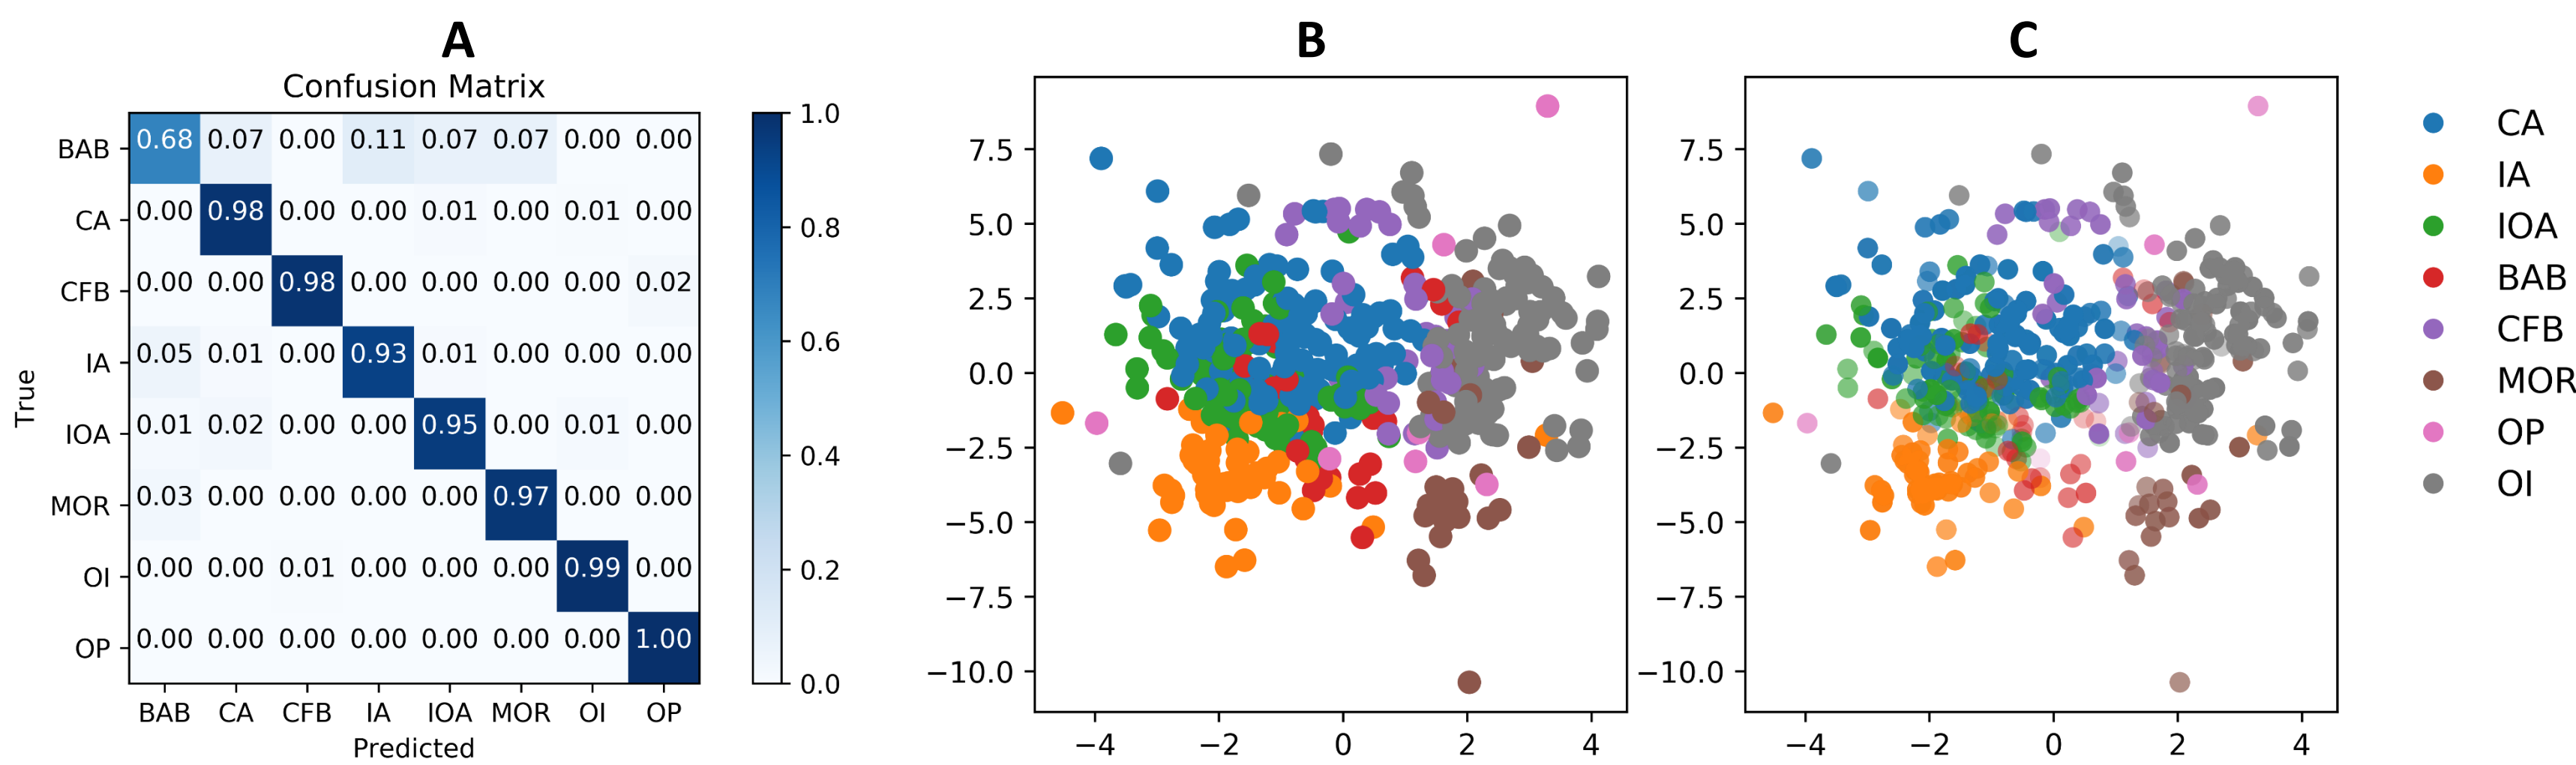 A
Confusion Matrix
True
BAB 0.68 0.07 0.00 0.11 0.07 0.07 0.00 0.00
CA 0.00 0.98 0.00 0.00 0.01 0.00 0.01 0.00
CFB 0.00 0.00 0.98 0.00 0.00 0.00 0.00 0.02
IA 0.05 0.01 0.00 0.93 0.01 0.00 0.00 0.00
IOA 0.01 0.02 0.00 0.00 0.95 0.00 0.01 0.00
MOR 0.03 0.00 0.00 0.00 0.00 0.97 0.00 0.00
OI 0.00 0.00 0.01 0.00 0.00 0.00 0.99 0.00
OP 0.00 0.00 0.00 0.00 0.00 0.00 0.00 1.00
BAB CA CFB IA IOA MOR OI OP
Predicted
1.0
0.8
0.6
0.4
0.2
0.0
B
7.5
5.0
2.5
0.0
−2.5
−5.0
−7.5
−10.0
−4 −2 0 2 4
C
7.5
5.0
2.5
0.0
−2.5
−5.0
−7.5
−10.0
−4 −2 0 2 4
CA
IA
IOA
BAB
CFB
MOR
OP
OI